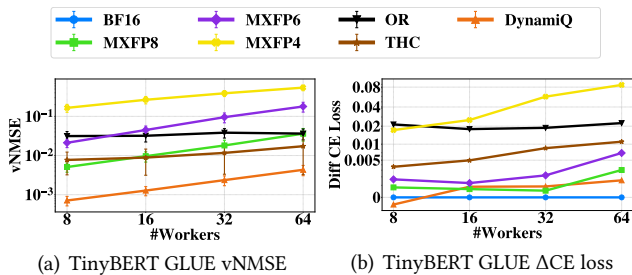 BF16 MXFP6 OR DynamiQ
MXFP8 MXFP4 THC
vNMSE
10⁻¹
10⁻²
10⁻³
8 16 32 64
#Workers
(a) TinyBERT GLUE vNMSE
Diff CE Loss
0.08
0.04
0.02
0.01
0.005
0
8 16 32 64
#Workers
(b) TinyBERT GLUE ΔCE loss